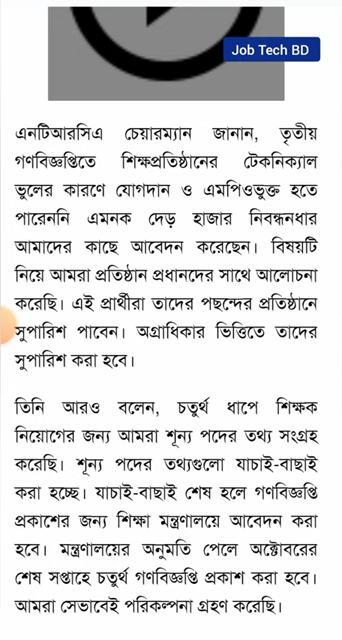 Job Tech BD
এনটিআরসিএ চেয়ারম্যান জানান, তৃতীয়
গণবিজ্ঞপ্তিতে শিক্ষপ্রতিষ্ঠানের টেকনিক্যাল
ভুলের কারণে যোগদান ও এমপিওভুক্ত হতে
পারেননি এমনক দেড় হাজার নিবন্ধনধার
আমাদের কাছে আবেদন করেছেন। বিষয়টি
নিয়ে আমরা প্রতিষ্ঠান প্রধানদের সাথে আলোচনা
করেছি। এই প্রার্থীরা তাদের পছন্দের প্রতিষ্ঠানে
সুপারিশ পাবেন। অগ্রাধিকার ভিত্তিতে তাদের
সুপারিশ করা হবে।
তিনি আরও বলেন, চতুর্থ ধাপে শিক্ষক
নিয়োগের জন্য আমরা শূন্য পদের তথ্য সংগ্রহ
করেছি। শূন্য পদের তথ্যগুলো যাচাই-বাছাই
করা হচ্ছে। যাচাই-বাছাই শেষ হলে গণবিজ্ঞপ্তি
প্রকাশের জন্য শিক্ষা মন্ত্রণালয়ে আবেদন করা
হবে। মন্ত্রণালয়ের অনুমতি পেলে অক্টোবরের
শেষ সপ্তাহে চতুর্থ গণবিজ্ঞপ্তি প্রকাশ করা হবে।
আমরা সেভাবেই পরিকল্পনা গ্রহণ করেছি।